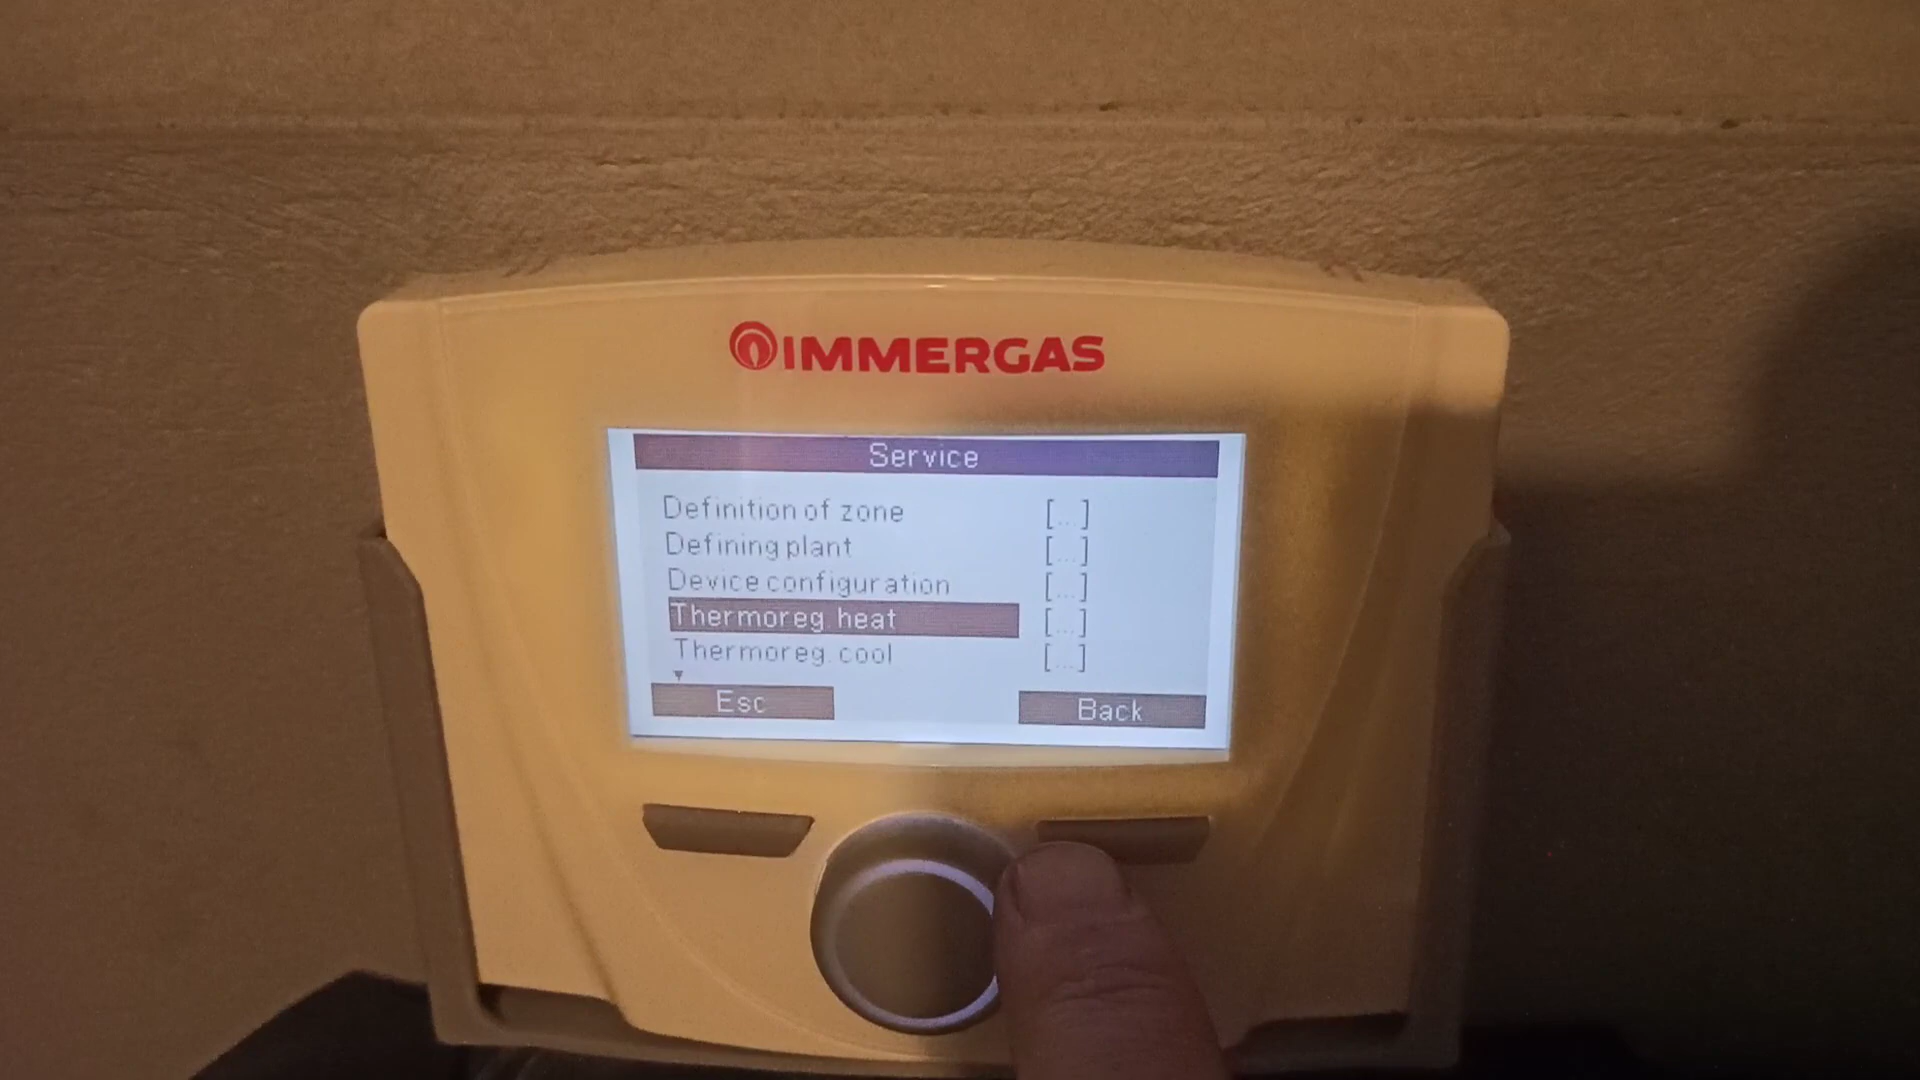 IMMERGAS
Service
Definition of zone [...]
Defining plant [...]
Device configuration [...]
Thermoreg. heat [...]
Thermoreg. cool [...]
Esc Back